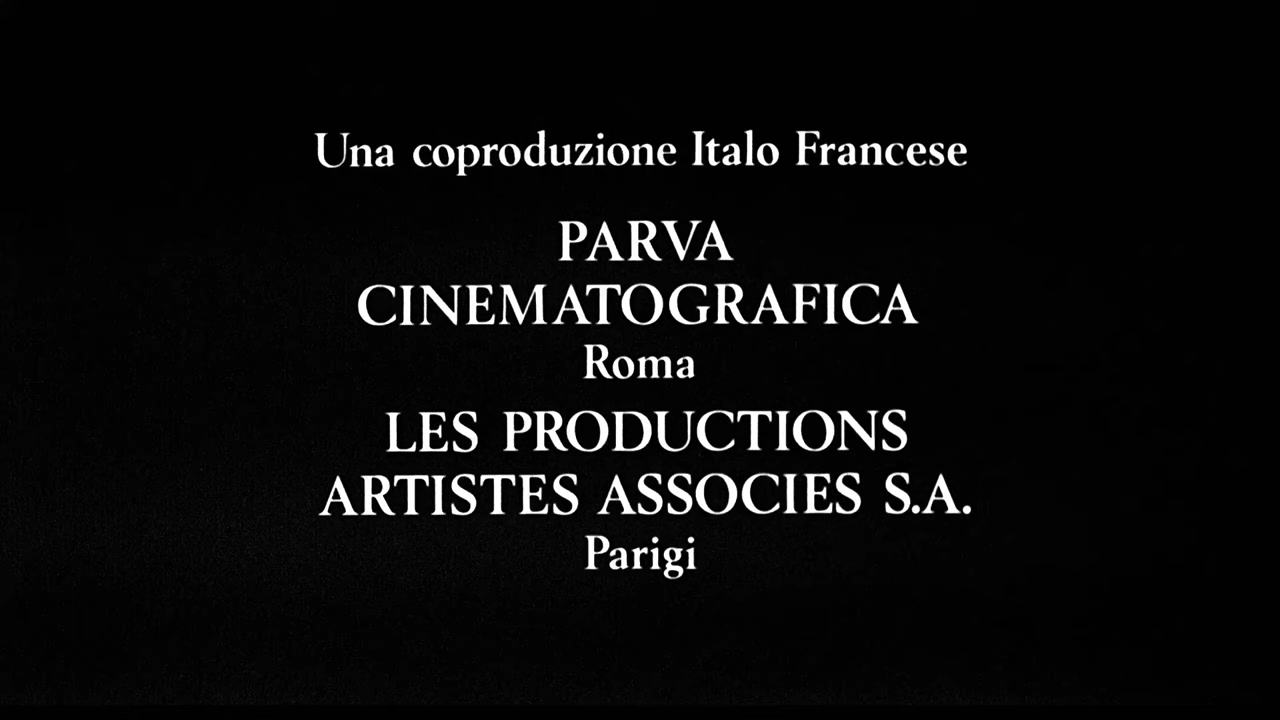 Una coproduzione Italo Francese
PARVA
CINEMATOGRAFICA
Roma
LES PRODUCTIONS
ARTISTES ASSOCIES S.A.
Parigi